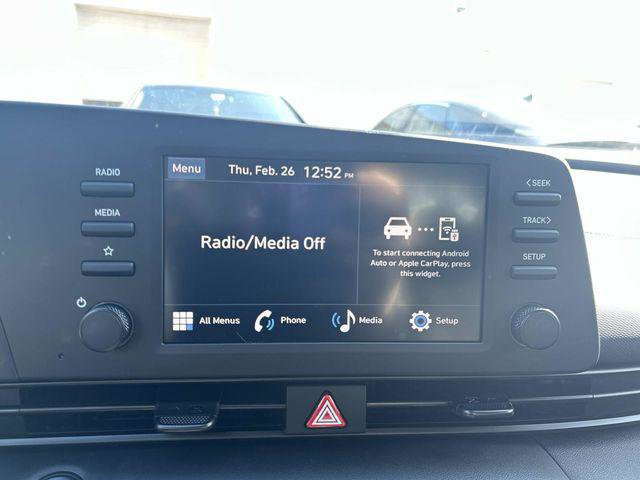 RADIO
MEDIA
Menu
Thu, Feb. 26 12:52 PM
Radio/Media Off
To start connecting Android
Auto or Apple CarPlay, press
this widget.
All Menus
Phone
Media
Setup
<SEEK
TRACK>
SETUP